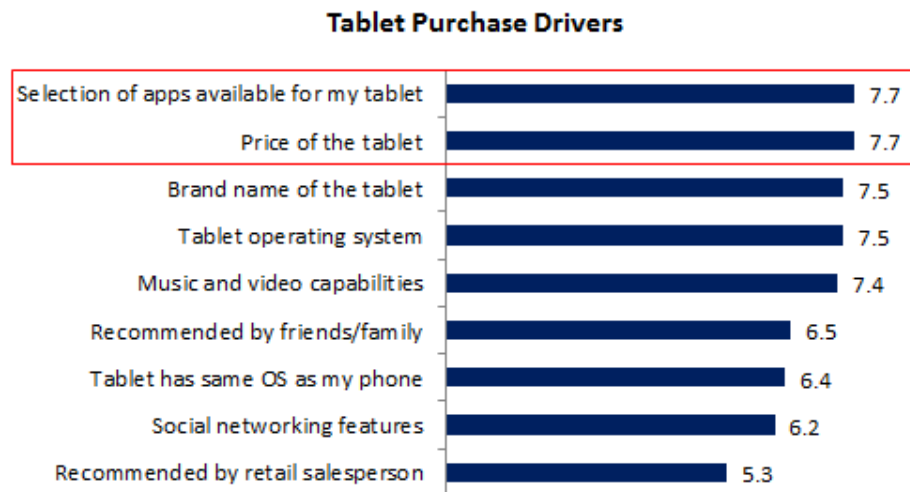 Tablet Purchase Drivers
Selection of apps available for my tablet 7.7
Price of the tablet 7.7
Brand name of the tablet 7.5
Tablet operating system 7.5
Music and video capabilities 7.4
Recommended by friends/family 6.5
Tablet has same OS as my phone 6.4
Social networking features 6.2
Recommended by retail salesperson 5.3